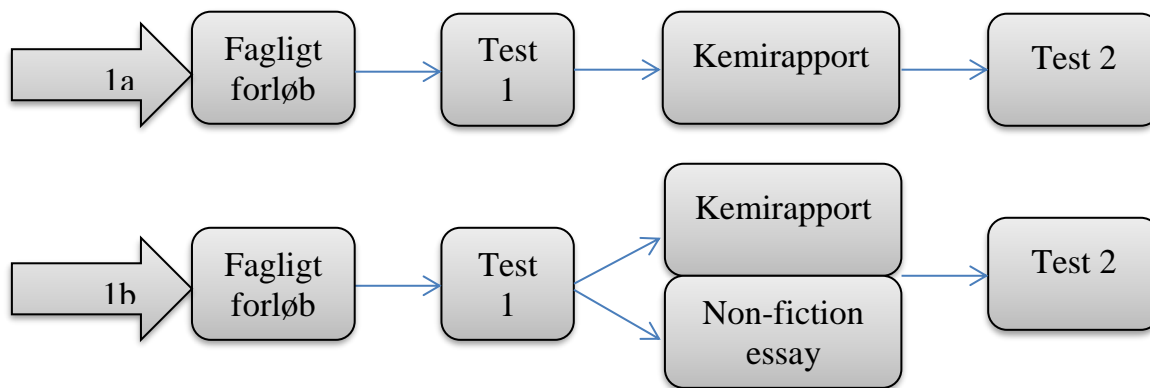 1a
Fagligt
forløb
Test
1
Kemirapport
Test 2
1b
Fagligt
forløb
Test
1
Kemirapport
Non-fiction
essay
Test 2